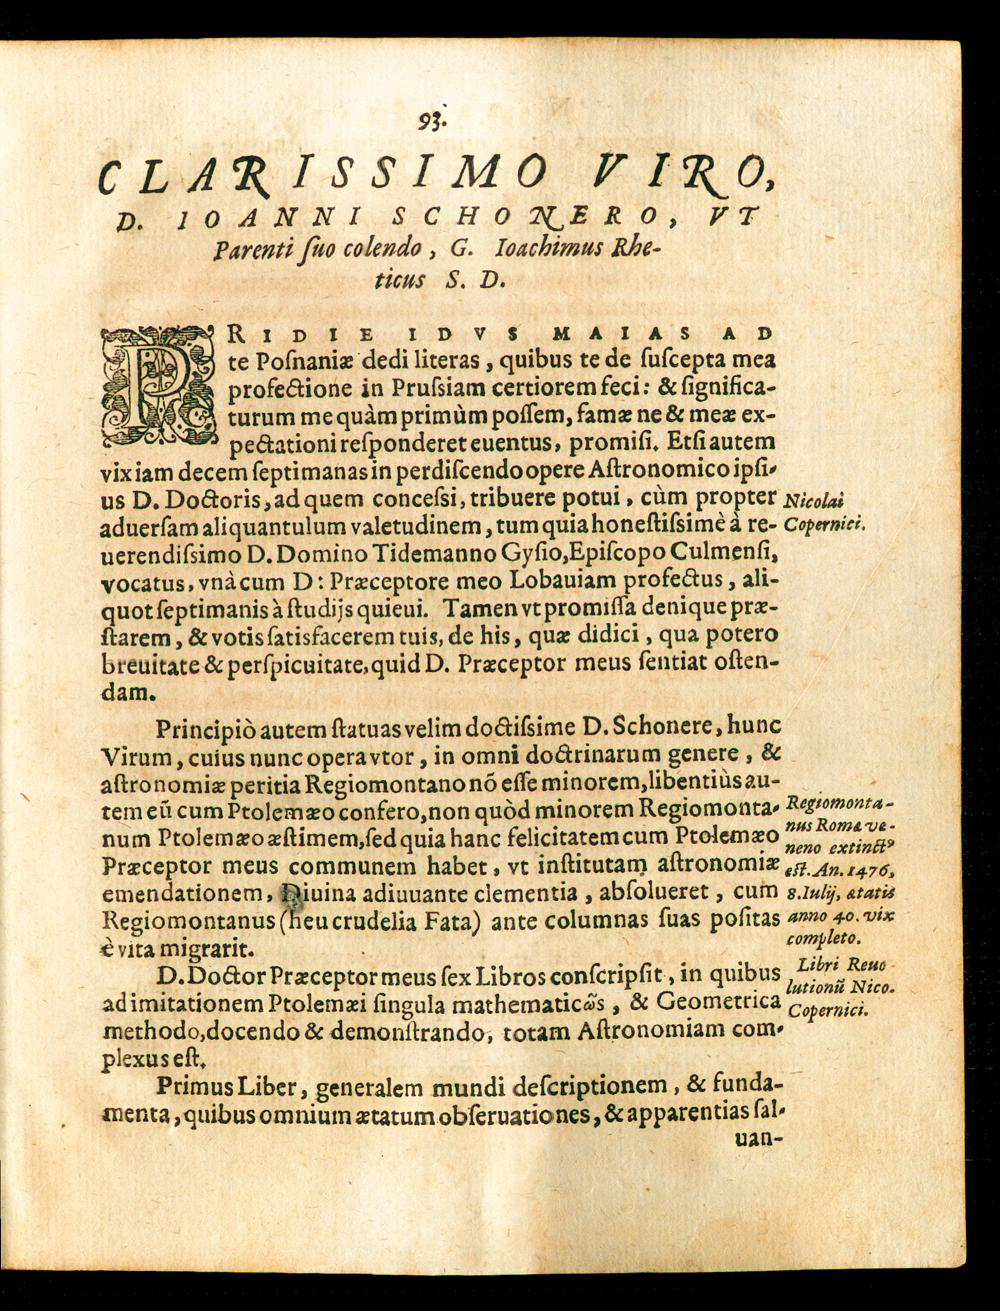 93.
CLARISSIMO VIRO,
D. IOANNI SCHONERO, VT
Parenti ſuo colendo, G. Ioachimus Rhe-
ticus S. D.
PRIDIE IDVS MAIAS AD
te Poſnaniæ dedi literas, quibus te de ſuſcepta mea
profectione in Pruſsiam certiorem feci: & ſignifica-
turum me quàm primùm poſſem, famæ ne & meæ ex-
pectationi reſponderet euentus, promiſi. Etſi autem
vix iam decem ſeptimanas in perdiſcendo opere Aſtronomico ipſi-
us D. Doctoris, ad quem conceſsi, tribuere potui, cùm propter
Nicolai
aduerſam aliquantulum valetudinem, tum quia honeſtiſsimè à re-
Copernici.
uerendiſsimo D. Domino Tidemanno Gyſio, Epiſcopo Culmenſi,
vocatus, vnà cum D: Præceptore meo Lobauiam profectus, ali-
quot ſeptimanis à ſtudijs quieui. Tamen vt promiſſa denique præ-
ſtarem, & votis ſatisfacerem tuis, de his, quæ didici, qua potero
breuitate & perſpicuitate, quid D. Præceptor meus ſentiat oſten-
dam.
Principiò autem ſtatuas velim doctiſsime D. Schonere, hunc
Virum, cuius nunc opera vtor, in omni doctrinarum genere, &
aſtronomiæ peritia Regiomontano nō eſſe minorem, libentiùs au-
tem eū cum Ptolemæo confero, non quòd minorem Regiomonta-
Regiomonta-
num Ptolemæo æſtimem, ſed quia hanc felicitatem cum Ptolemæo
nus Romæ ve-
neno extinctꝰ
Præceptor meus communem habet, vt inſtitutam aſtronomiæ
eſt. An. 1476,
emendationem, Diuina adiuuante clementia, abſolueret, cum
8. Iulij, ætatis
Regiomontanus (heu crudelia Fata) ante columnas ſuas poſitas
anno 40. vix
è vita migrarit.
completo.
D. Doctor Præceptor meus ſex Libros conſcripſit, in quibus
Libri Reuo
lutionū Nico.
ad imitationem Ptolemæi ſingula mathematicῶs, & Geometrica
Copernici.
methodo, docendo & demonſtrando, totam Aſtronomiam com-
plexus eſt.
Primus Liber, generalem mundi deſcriptionem, & funda-
menta, quibus omnium ætatum obſeruationes, & apparentias ſal-
uan-